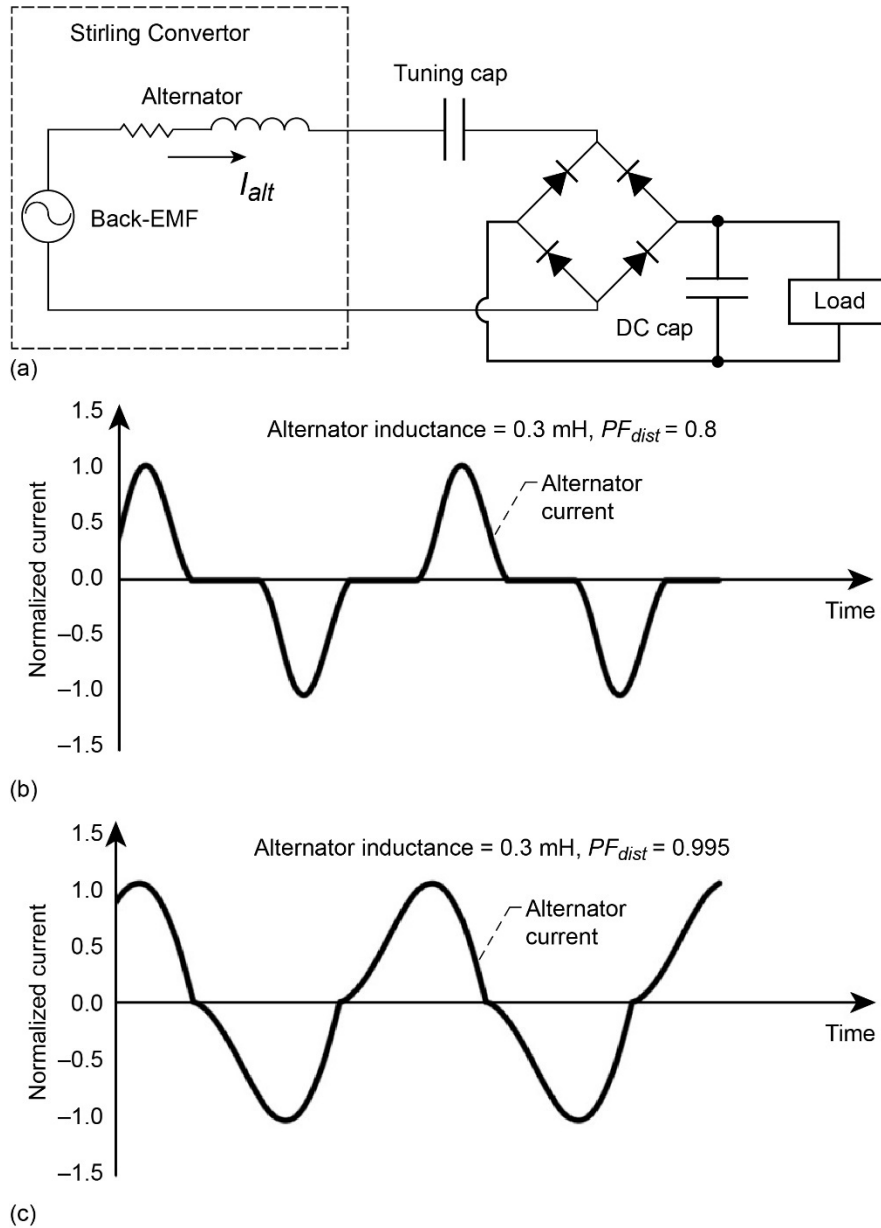 Stirling Convertor
Alternator
I_alt
Back-EMF
Tuning cap
DC cap
Load
(a)
Alternator inductance = 0.3 mH, PF_dist = 0.8
Normalized current
1.5
1.0
0.5
0.0
–0.5
–1.0
–1.5
Alternator
current
Time
(b)
Alternator inductance = 0.3 mH, PF_dist = 0.995
Normalized current
1.5
1.0
0.5
0.0
–0.5
–1.0
–1.5
Alternator
current
Time
(c)